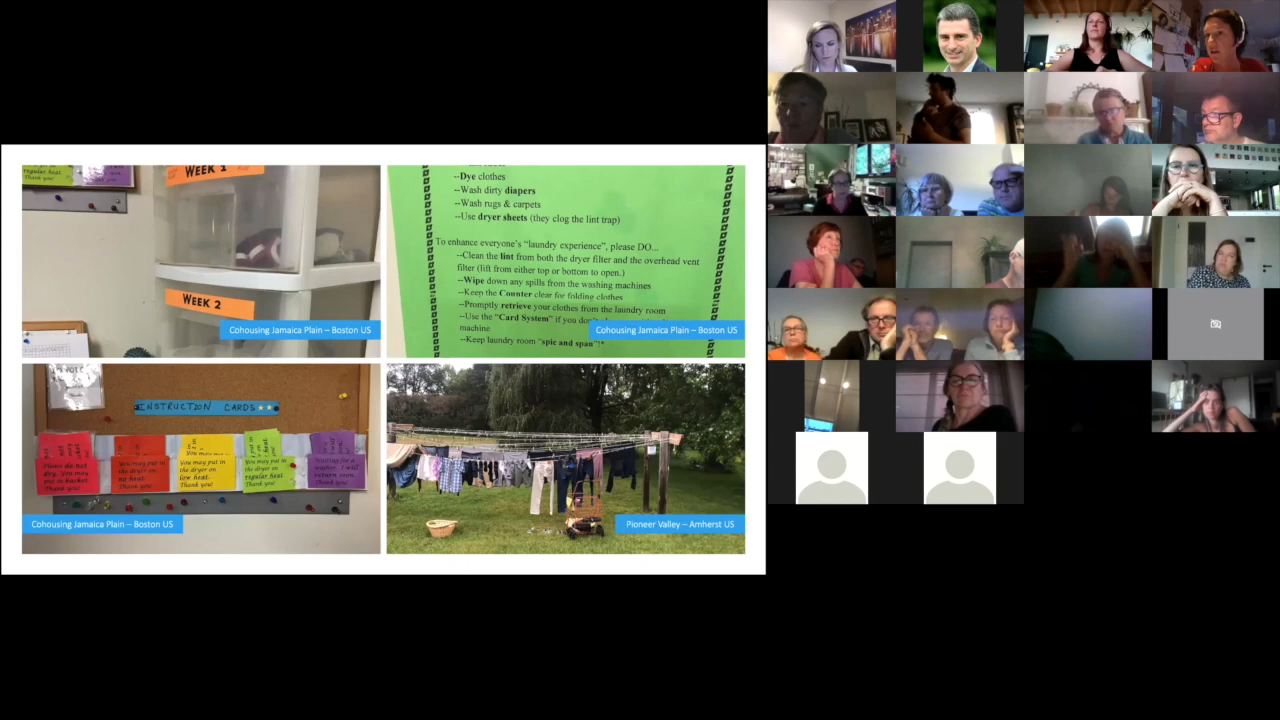 regular heat.
Thank you!
WEEK 1
WEEK 2
Cohousing Jamaica Plain – Boston US
--Dye clothes
--Wash dirty diapers
--Wash rugs & carpets
--Use dryer sheets (they clog the lint trap)
To enhance everyone's "laundry experience", please DO...
--Clean the lint from both the dryer filter and the overhead vent
filter (lift from either top or bottom to open.)
--Wipe down any spills from the washing machines
--Keep the Counter clear for folding clothes
--Promptly retrieve your clothes from the laundry room
--Use the "Card System" if you
machine
--Keep laundry room "spic and span"!*
Cohousing Jamaica Plain – Boston US
INSTRUCTION CARDS
Please do not
dry. You may
put in basket.
Thank you!
You may put in
the dryer on
no heat.
Thank you!
You may put in
the dryer on
low heat.
Thank you!
You may put in
the dryer on
regular heat.
Thank you!
Waiting for a
washer. I will
return soon.
Thank you!
Cohousing Jamaica Plain – Boston US
Pioneer Valley – Amherst US